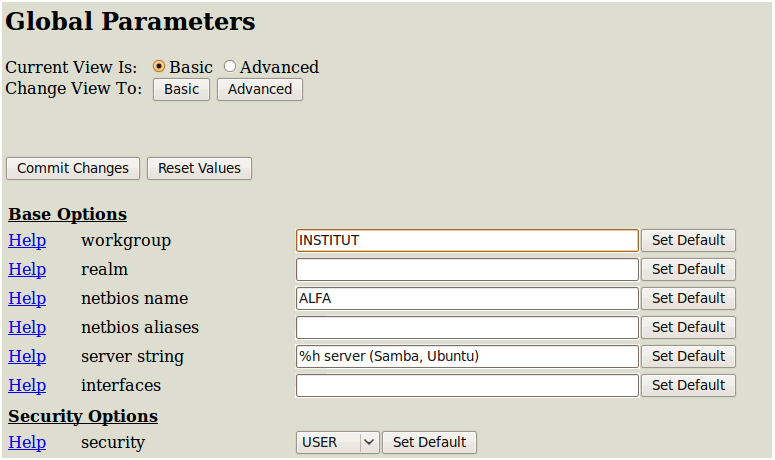 Global Parameters
Current View Is: Basic Advanced
Change View To: Basic Advanced
Commit Changes Reset Values
Base Options
Help workgroup INSTITUT Set Default
Help realm Set Default
Help netbios name ALFA Set Default
Help netbios aliases Set Default
Help server string %h server (Samba, Ubuntu) Set Default
Help interfaces Set Default
Security Options
Help security USER Set Default